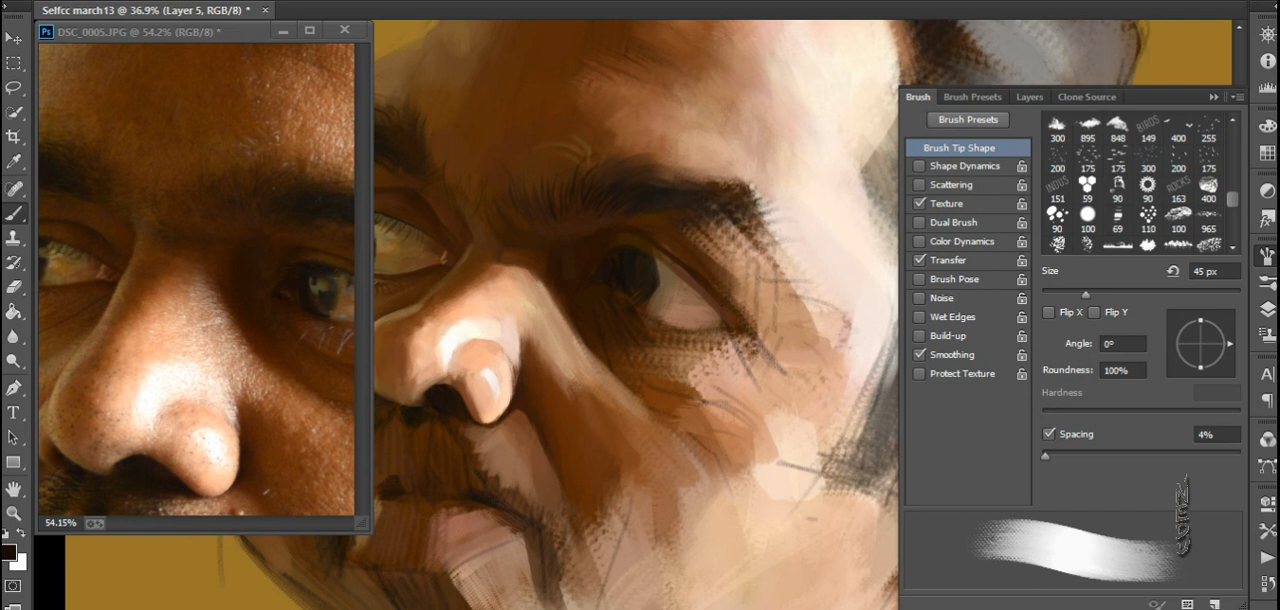 Selfcc march13 @ 36.9% (Layer 5, RGB/8) * ×
Ps DSC_0005.JPG @ 54.2% (RGB/8) *
Brush Brush Presets Layers Clone Source
Brush Presets
Brush Tip Shape
Shape Dynamics
Scattering
Texture
Dual Brush
Color Dynamics
Transfer
Brush Pose
Noise
Wet Edges
Build-up
Smoothing
Protect Texture
BIRDS
300 895 848 149 400 255
200 175 175 300 200 175
INDUS ROCKS
151 59 90 90 163 400
90 100 69 110 100 965
Size 45 px
Flip X Flip Y
Angle: 0°
Roundness: 100%
Hardness
Spacing 4%
54.15%